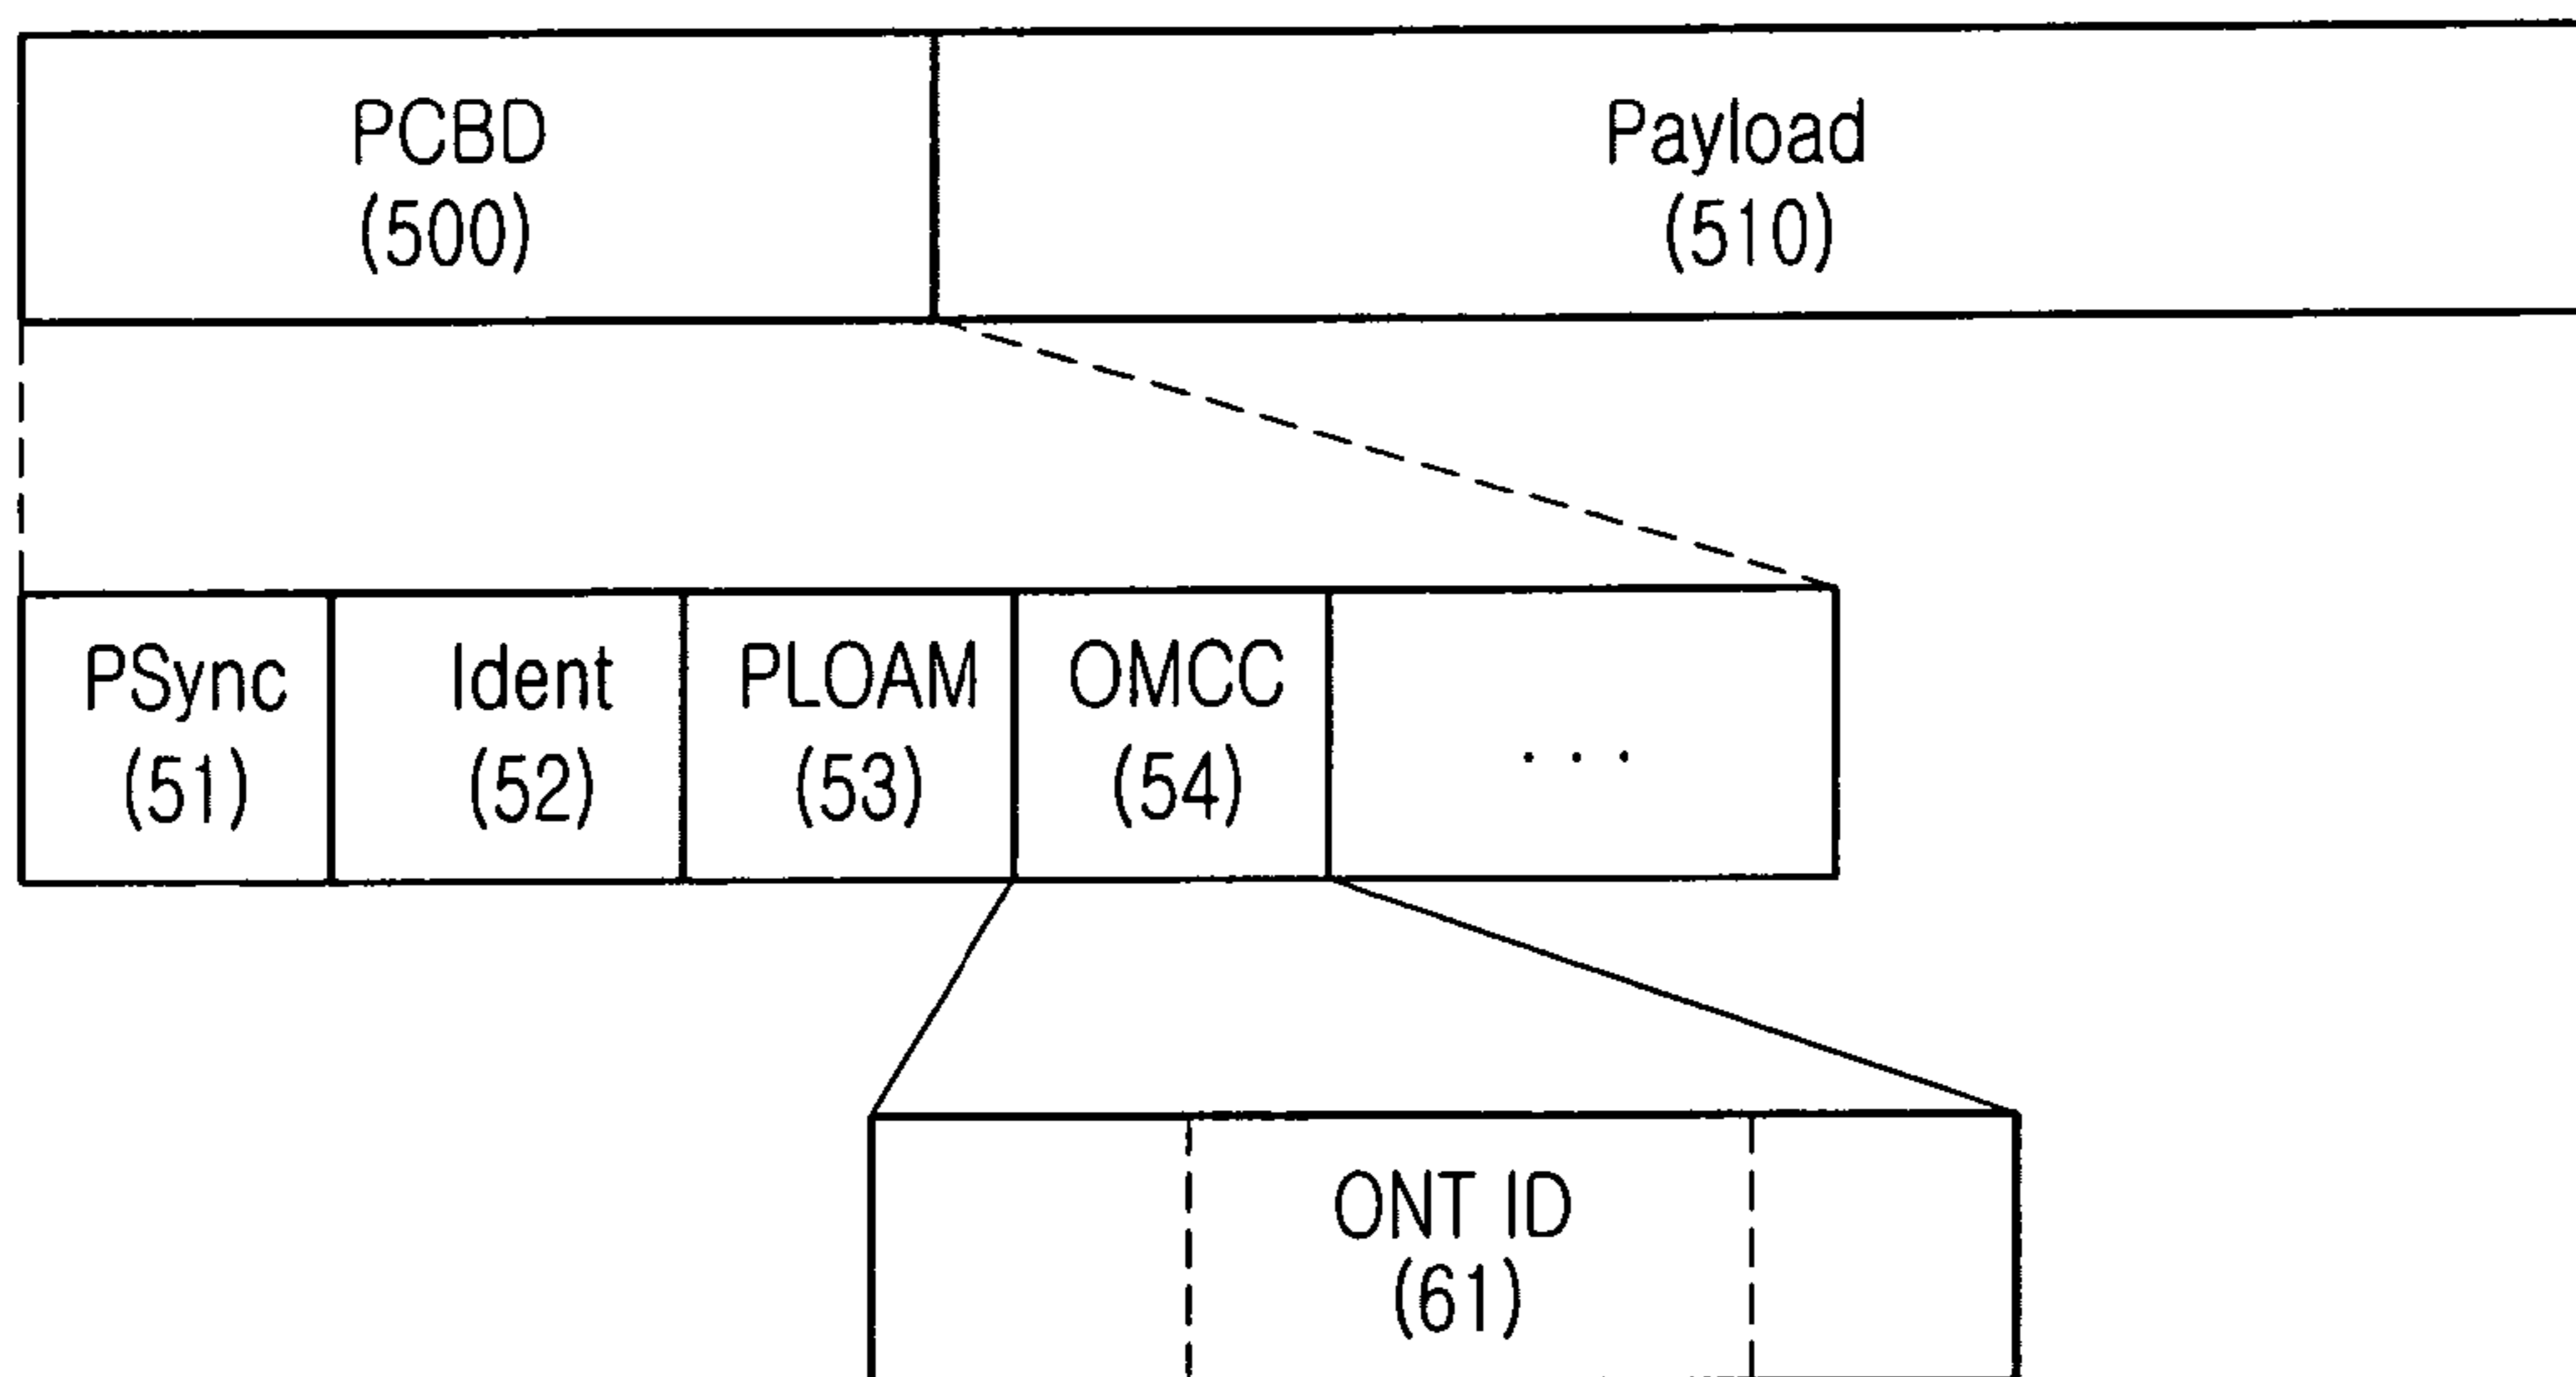 PCBD
(500)
Payload
(510)
PSync
(51)
Ident
(52)
PLOAM
(53)
OMCC
(54)
. . .
ONT ID
(61)